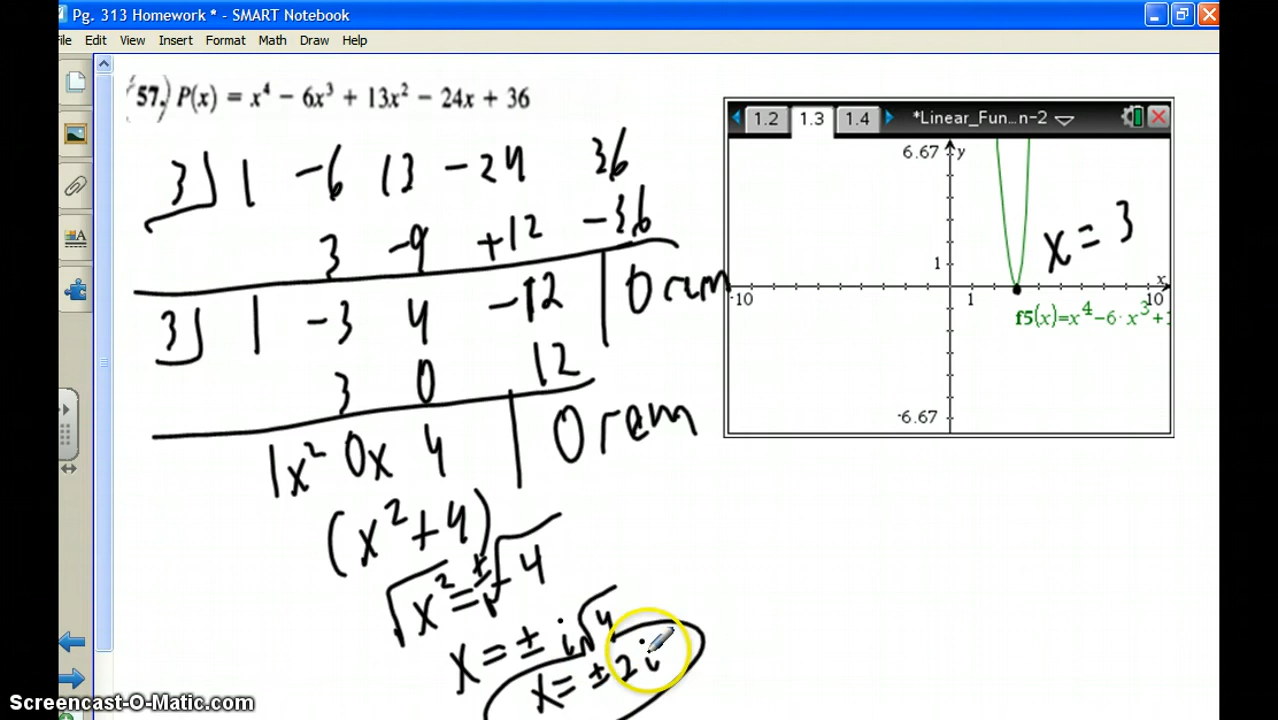 Pg. 313 Homework * - SMART Notebook
File Edit View Insert Format Math Draw Help
57. P(x) = x⁴ − 6x³ + 13x² − 24x + 36
3 1 -6 13 -24 36
3 -9 +12 -36
3 1 -3 4 -12 0 rem
3 0 12
1x² 0x 4 0 rem
(x² + 4)
√x² = ±√-4
x = ± i√4
x = ± 2i
1.2 1.3 1.4 *Linear_Fun...n-2
6.67 y
x = 3
1
x
-10 1 10
f5(x)=x⁴-6·x³+
-6.67
Screencast-O-Matic.com